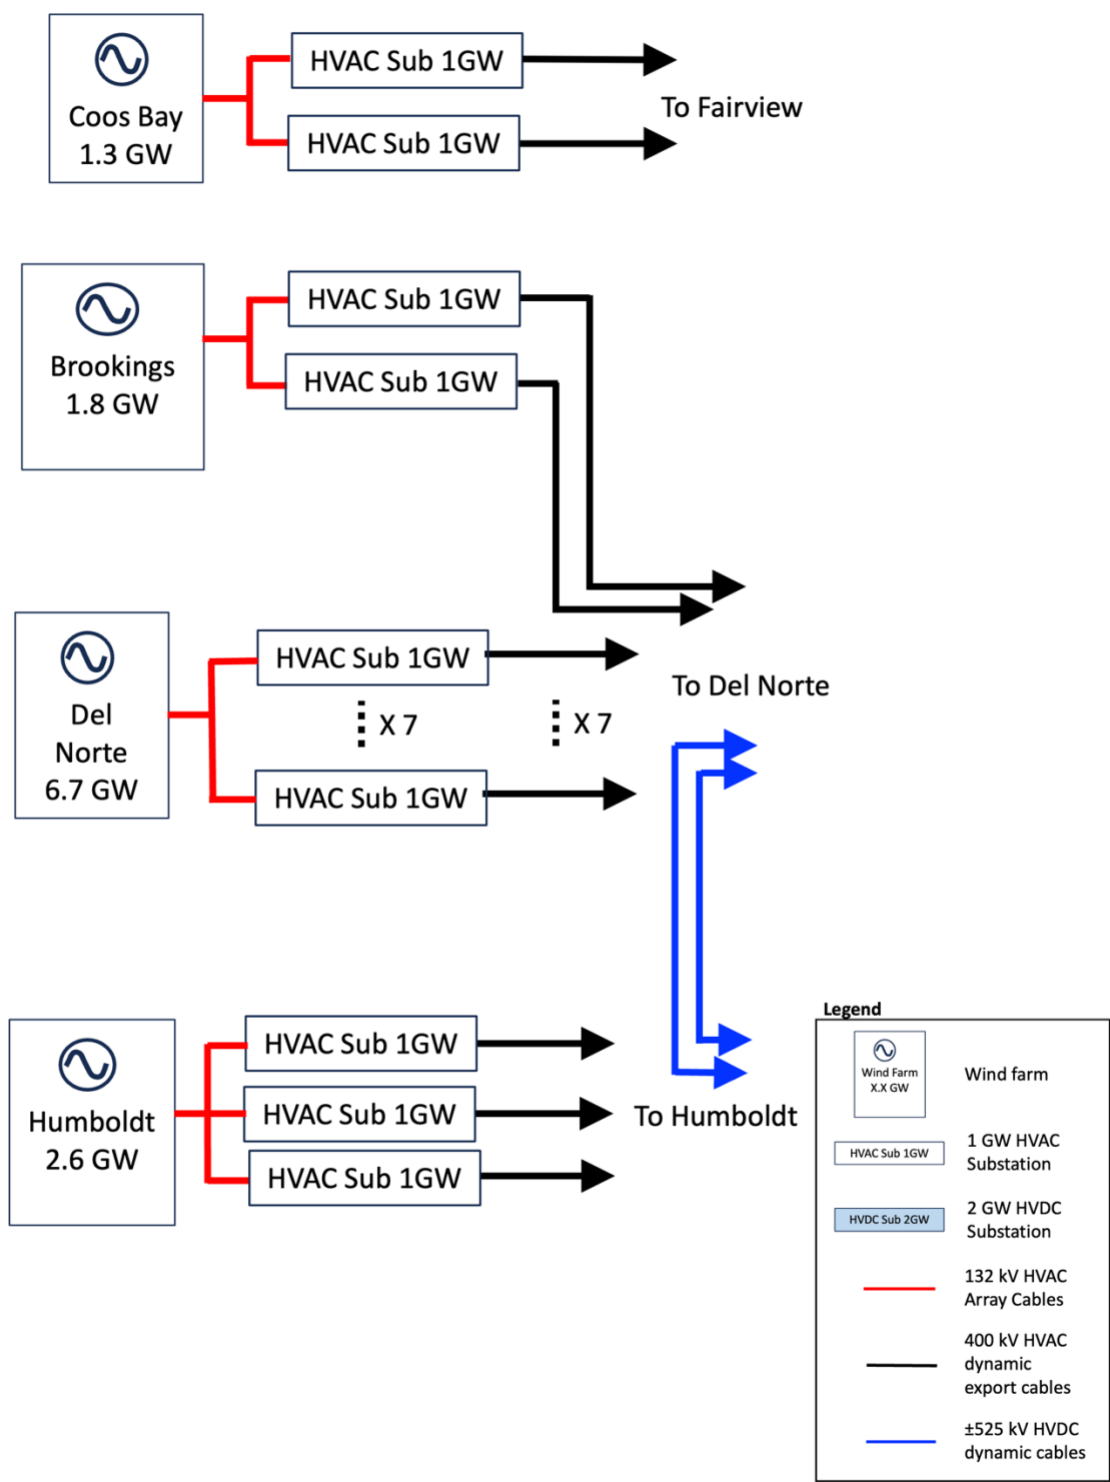 HVAC Sub 1GW
Coos Bay
1.3 GW
To Fairview
HVAC Sub 1GW
HVAC Sub 1GW
Brookings
1.8 GW
HVAC Sub 1GW
HVAC Sub 1GW
Del
Norte
6.7 GW
To Del Norte
X 7
X 7
HVAC Sub 1GW
HVAC Sub 1GW
Humboldt
2.6 GW
HVAC Sub 1GW
To Humboldt
HVAC Sub 1GW
Legend
Wind Farm
X.X GW
Wind farm
HVAC Sub 1GW
1 GW HVAC
Substation
HVDC Sub 2GW
2 GW HVDC
Substation
132 kV HVAC
Array Cables
400 kV HVAC
dynamic
export cables
±525 kV HVDC
dynamic cables